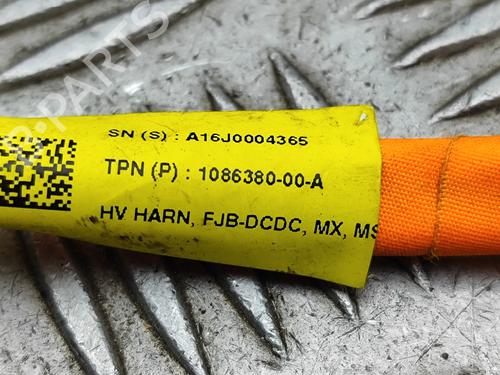 SN (S) : A16J0004365
TPN (P) : 1086380-00-A
HV HARN, FJB-DCDC, MX, MS